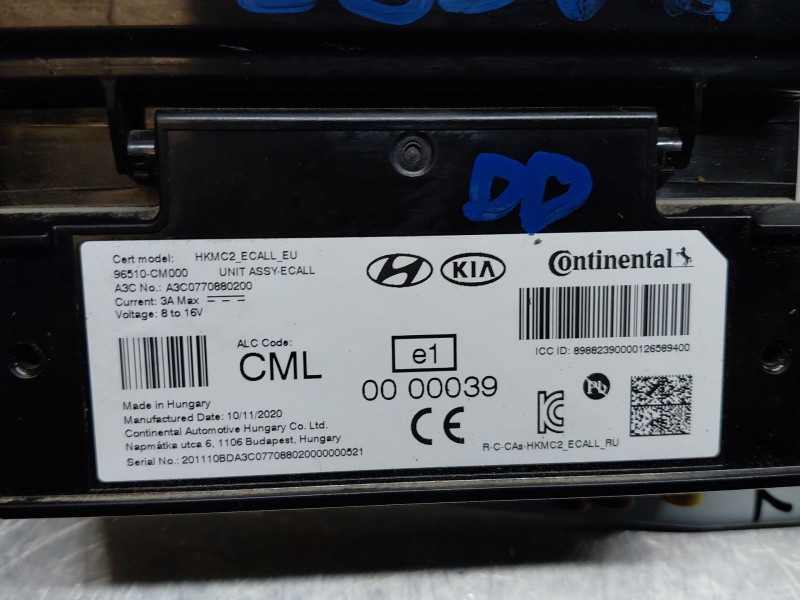 DD
Cert model: HKMC2_ECALL_EU
96510-CM000 UNIT ASSY-ECALL
A3C No.: A3C0770880200
Current: 3A Max
Voltage: 8 to 16V
KIA
Continental
ICC ID: 89882390000126589400
ALC Code:
CML
e1
00 00039
Made in Hungary
Manufactured Date: 10/11/2020
Continental Automotive Hungary Co. Ltd.
Napmátka utca 6, 1106 Budapest, Hungary
Serial No.: 201110BDA3C077088020000000521
CE
Pb
R-C-CAs-HKMC2_ECALL_RU